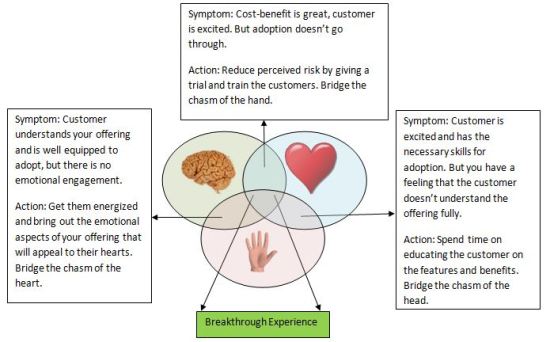 Symptom: Cost-benefit is great, customer
is excited. But adoption doesn't go
through.
Action: Reduce perceived risk by giving a
trial and train the customers. Bridge the
chasm of the hand.
Symptom: Customer
understands your offering
and is well equipped to
adopt, but there is no
emotional engagement.
Action: Get them energized
and bring out the emotional
aspects of your offering that
will appeal to their hearts.
Bridge the chasm of the
heart.
Symptom: Customer is
excited and has the
necessary skills for
adoption. But you have a
feeling that the customer
doesn't understand the
offering fully.
Action: Spend time on
educating the customer on
the features and benefits.
Bridge the chasm of the
head.
Breakthrough Experience